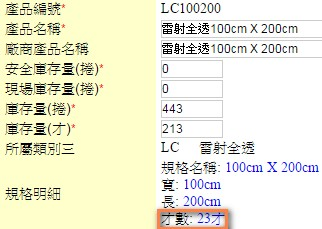 產品編號* LC100200
產品名稱* 雷射全透100cm X 200cm
廠商產品名稱 雷射全透100cm X 200cm
安全庫存量(捲)* 0
現場庫存量(捲)* 0
庫存量(捲)* 443
庫存量(才)* 213
所屬類別三 LC 雷射全透
規格名稱: 100cm X 200cm
寬: 100cm
規格明細
長: 200cm
才數: 23才